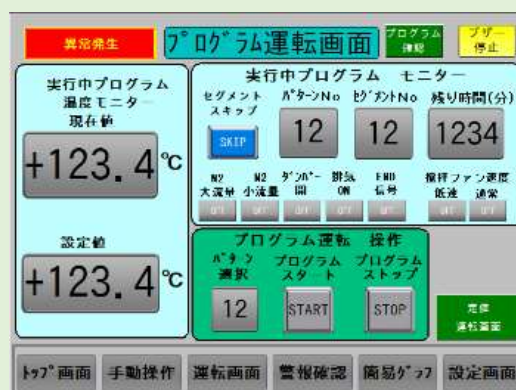 異常発生
プログラム運転画面
プログラム
確認
ブザー
停止
実行中プログラム
温度モニター
現在値
+123.4℃
設定値
+123.4℃
実行中プログラム モニター
セグメント
スキップ
パターンNo
セグメントNo
残り時間(分)
SKIP
12
12
1234
N2
大流量
N2
小流量
ダンパー
開
排気
ON
END
信号
撹拌ファン速度
低速 通常
OFF OFF OFF OFF OFF OFF OFF
プログラム運転 操作
パターン
選択
プログラム
スタート
プログラム
ストップ
12
START
STOP
定値
運転画面
トップ画面 手動操作 運転画面 警報確認 簡易グラフ 設定画面